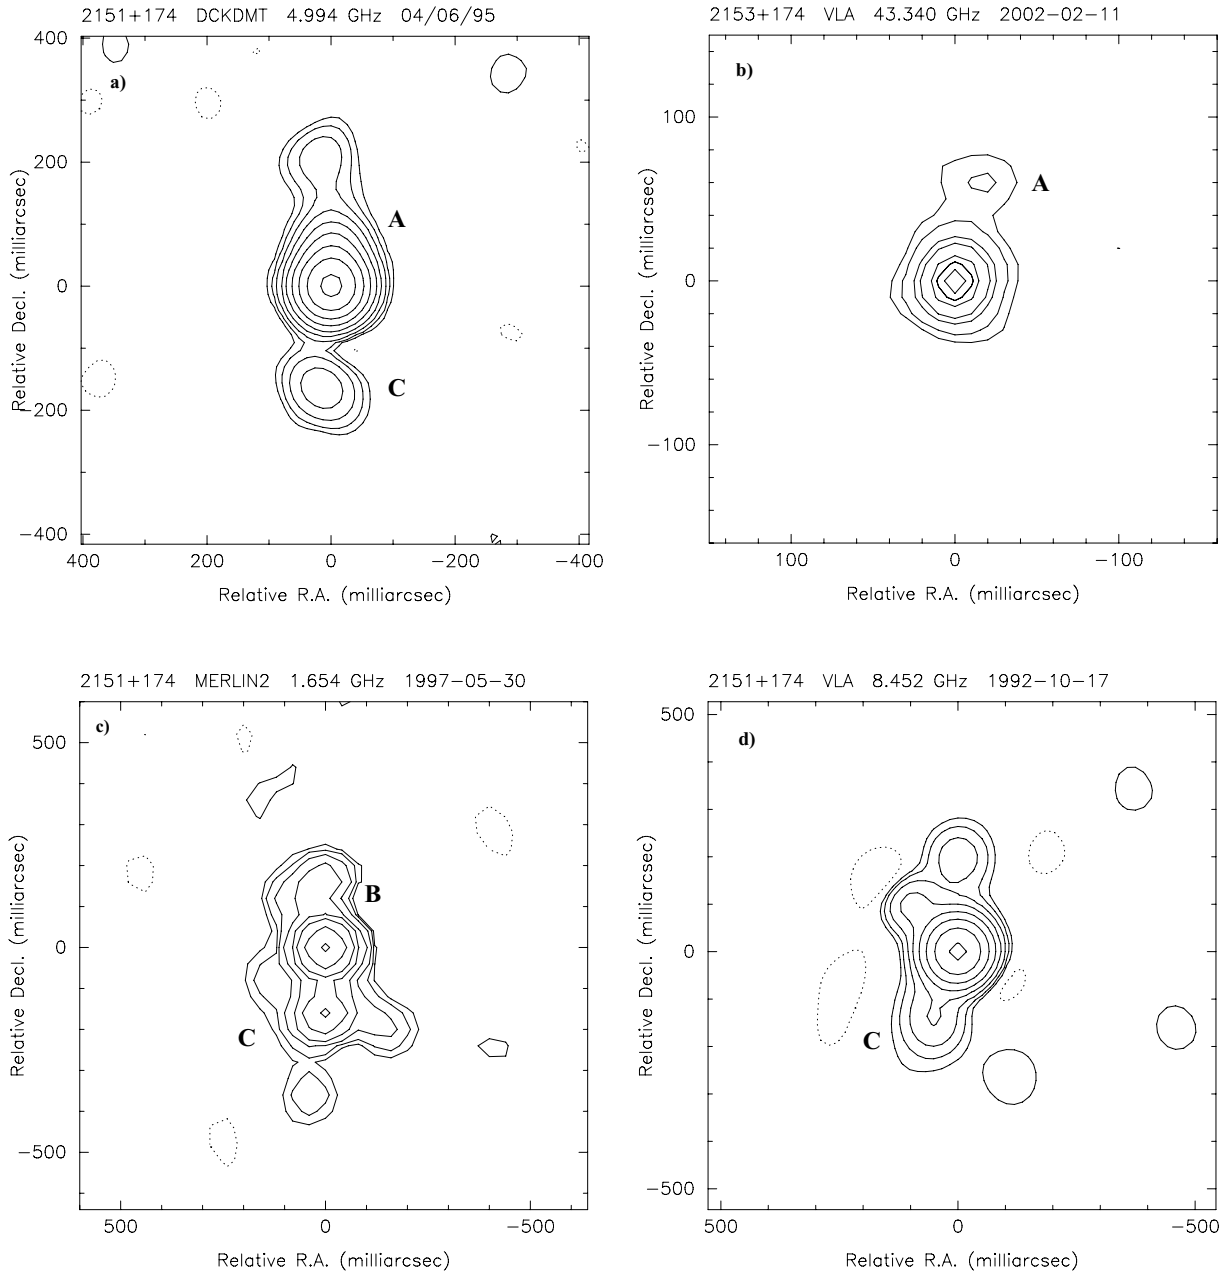 2151+174 DCKDMT 4.994 GHz 04/06/95
a)
400
200
0
−200
−400
Relative Decl. (milliarcsec)
A
C
400 200 0 −200 −400
Relative R.A. (milliarcsec)
2153+174 VLA 43.340 GHz 2002−02−11
b)
100
0
−100
Relative Decl. (milliarcsec)
A
100 0 −100
Relative R.A. (milliarcsec)
2151+174 MERLIN2 1.654 GHz 1997−05−30
c)
500
0
−500
Relative Decl. (milliarcsec)
B
C
500 0 −500
Relative R.A. (milliarcsec)
2151+174 VLA 8.452 GHz 1992−10−17
d)
500
0
−500
Relative Decl. (milliarcsec)
C
500 0 −500
Relative R.A. (milliarcsec)